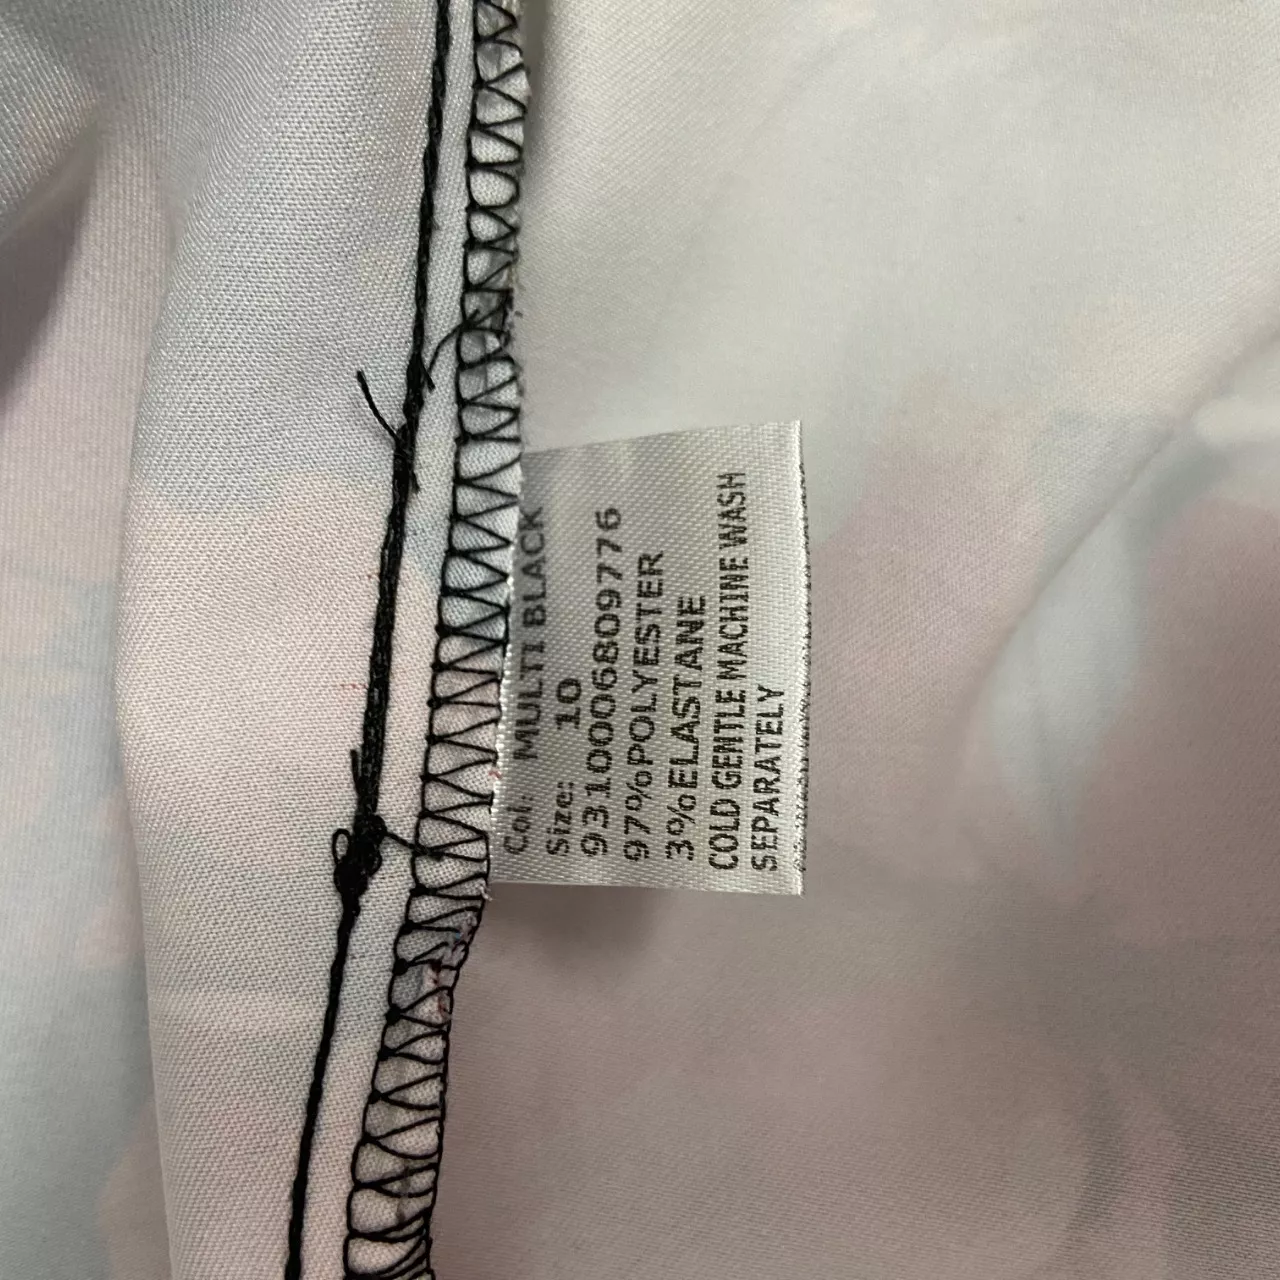 Col: MULTI BLACK
Size: 10
9310006809776
97%POLYESTER
3%ELASTANE
COLD GENTLE MACHINE WASH
SEPARATELY